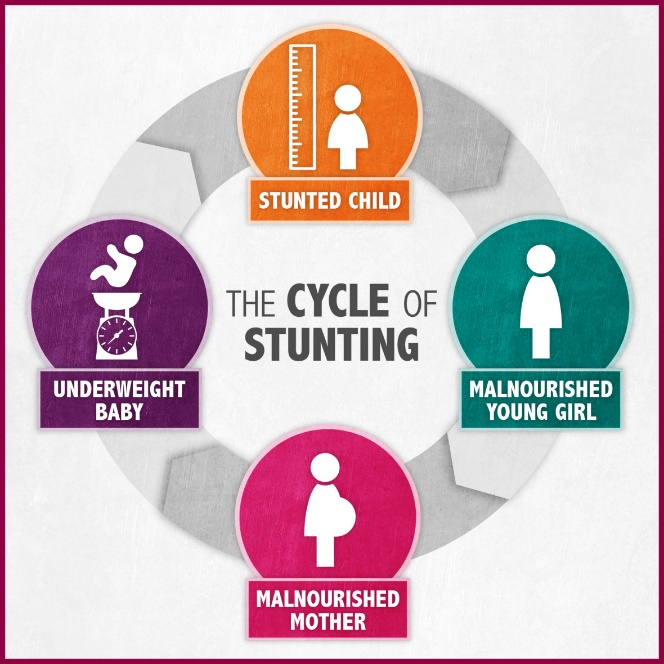 STUNTED CHILD
THE CYCLE OF
STUNTING
UNDERWEIGHT
BABY
MALNOURISHED
YOUNG GIRL
MALNOURISHED
MOTHER